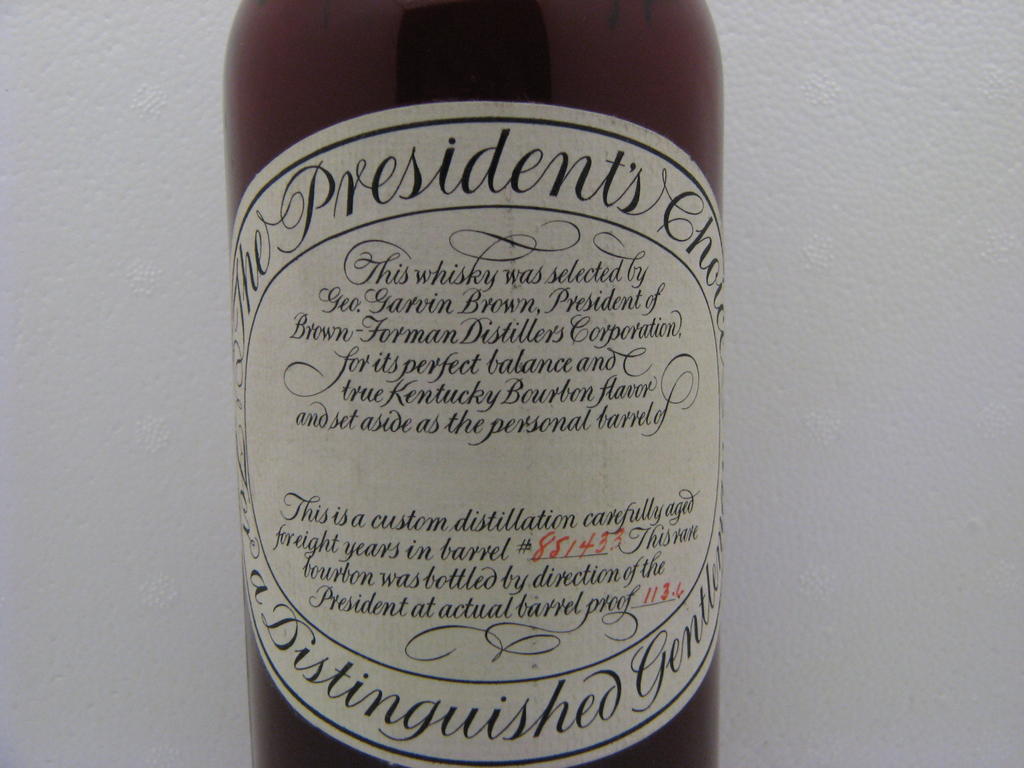 The President's Choice
This whisky was selected by
Geo. Garvin Brown, President of
Brown-Forman Distillers Corporation,
for its perfect balance and
true Kentucky Bourbon flavor
and set aside as the personal barrel of
This is a custom distillation carefully aged
for eight years in barrel # 881433 This rare
bourbon was bottled by direction of the
President at actual barrel proof 113.6
a Distinguished Gentleman